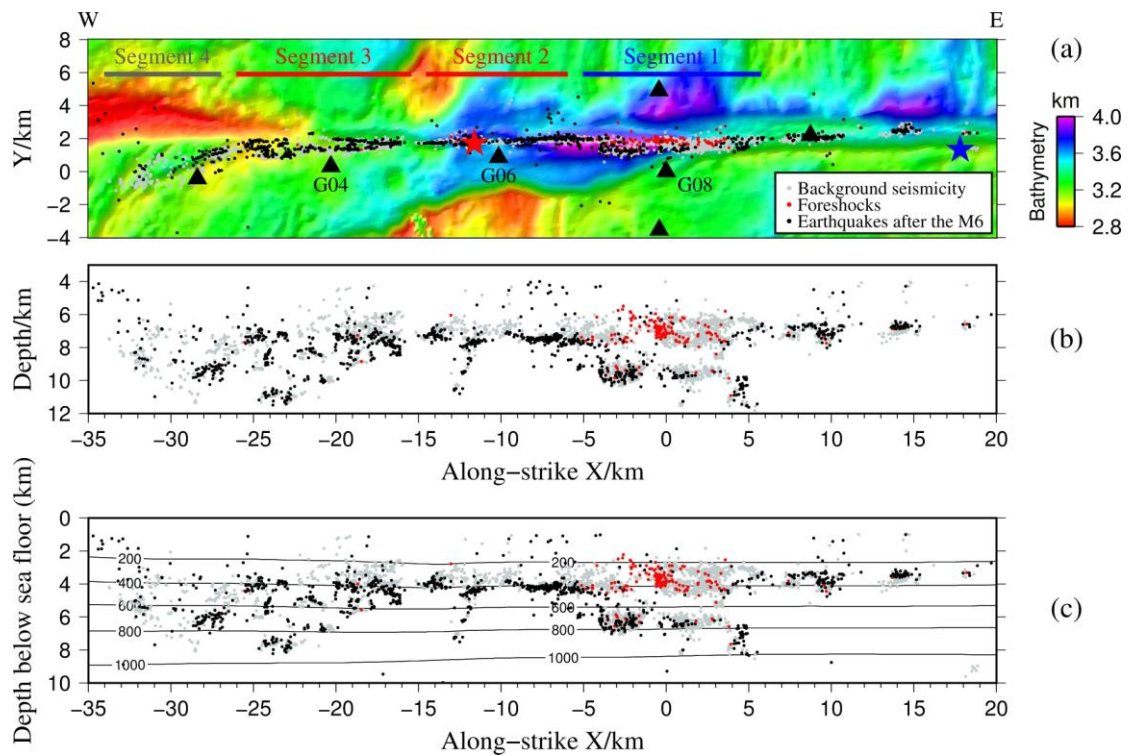 W E
8
6
4
2
0
−2
−4
Y/km
Segment 4 Segment 3 Segment 2 Segment 1
G04 G06 G08
Background seismicity
Foreshocks
Earthquakes after the M6
(a)
km
4.0
3.6
3.2
2.8
Bathymetry
4
6
8
10
12
Depth/km
(b)
−35 −30 −25 −20 −15 −10 −5 0 5 10 15 20
Along−strike X/km
0
2
4
6
8
10
Depth below sea floor (km)
200 200
400
600 600
800 800
1000 1000
(c)
−35 −30 −25 −20 −15 −10 −5 0 5 10 15 20
Along−strike X/km